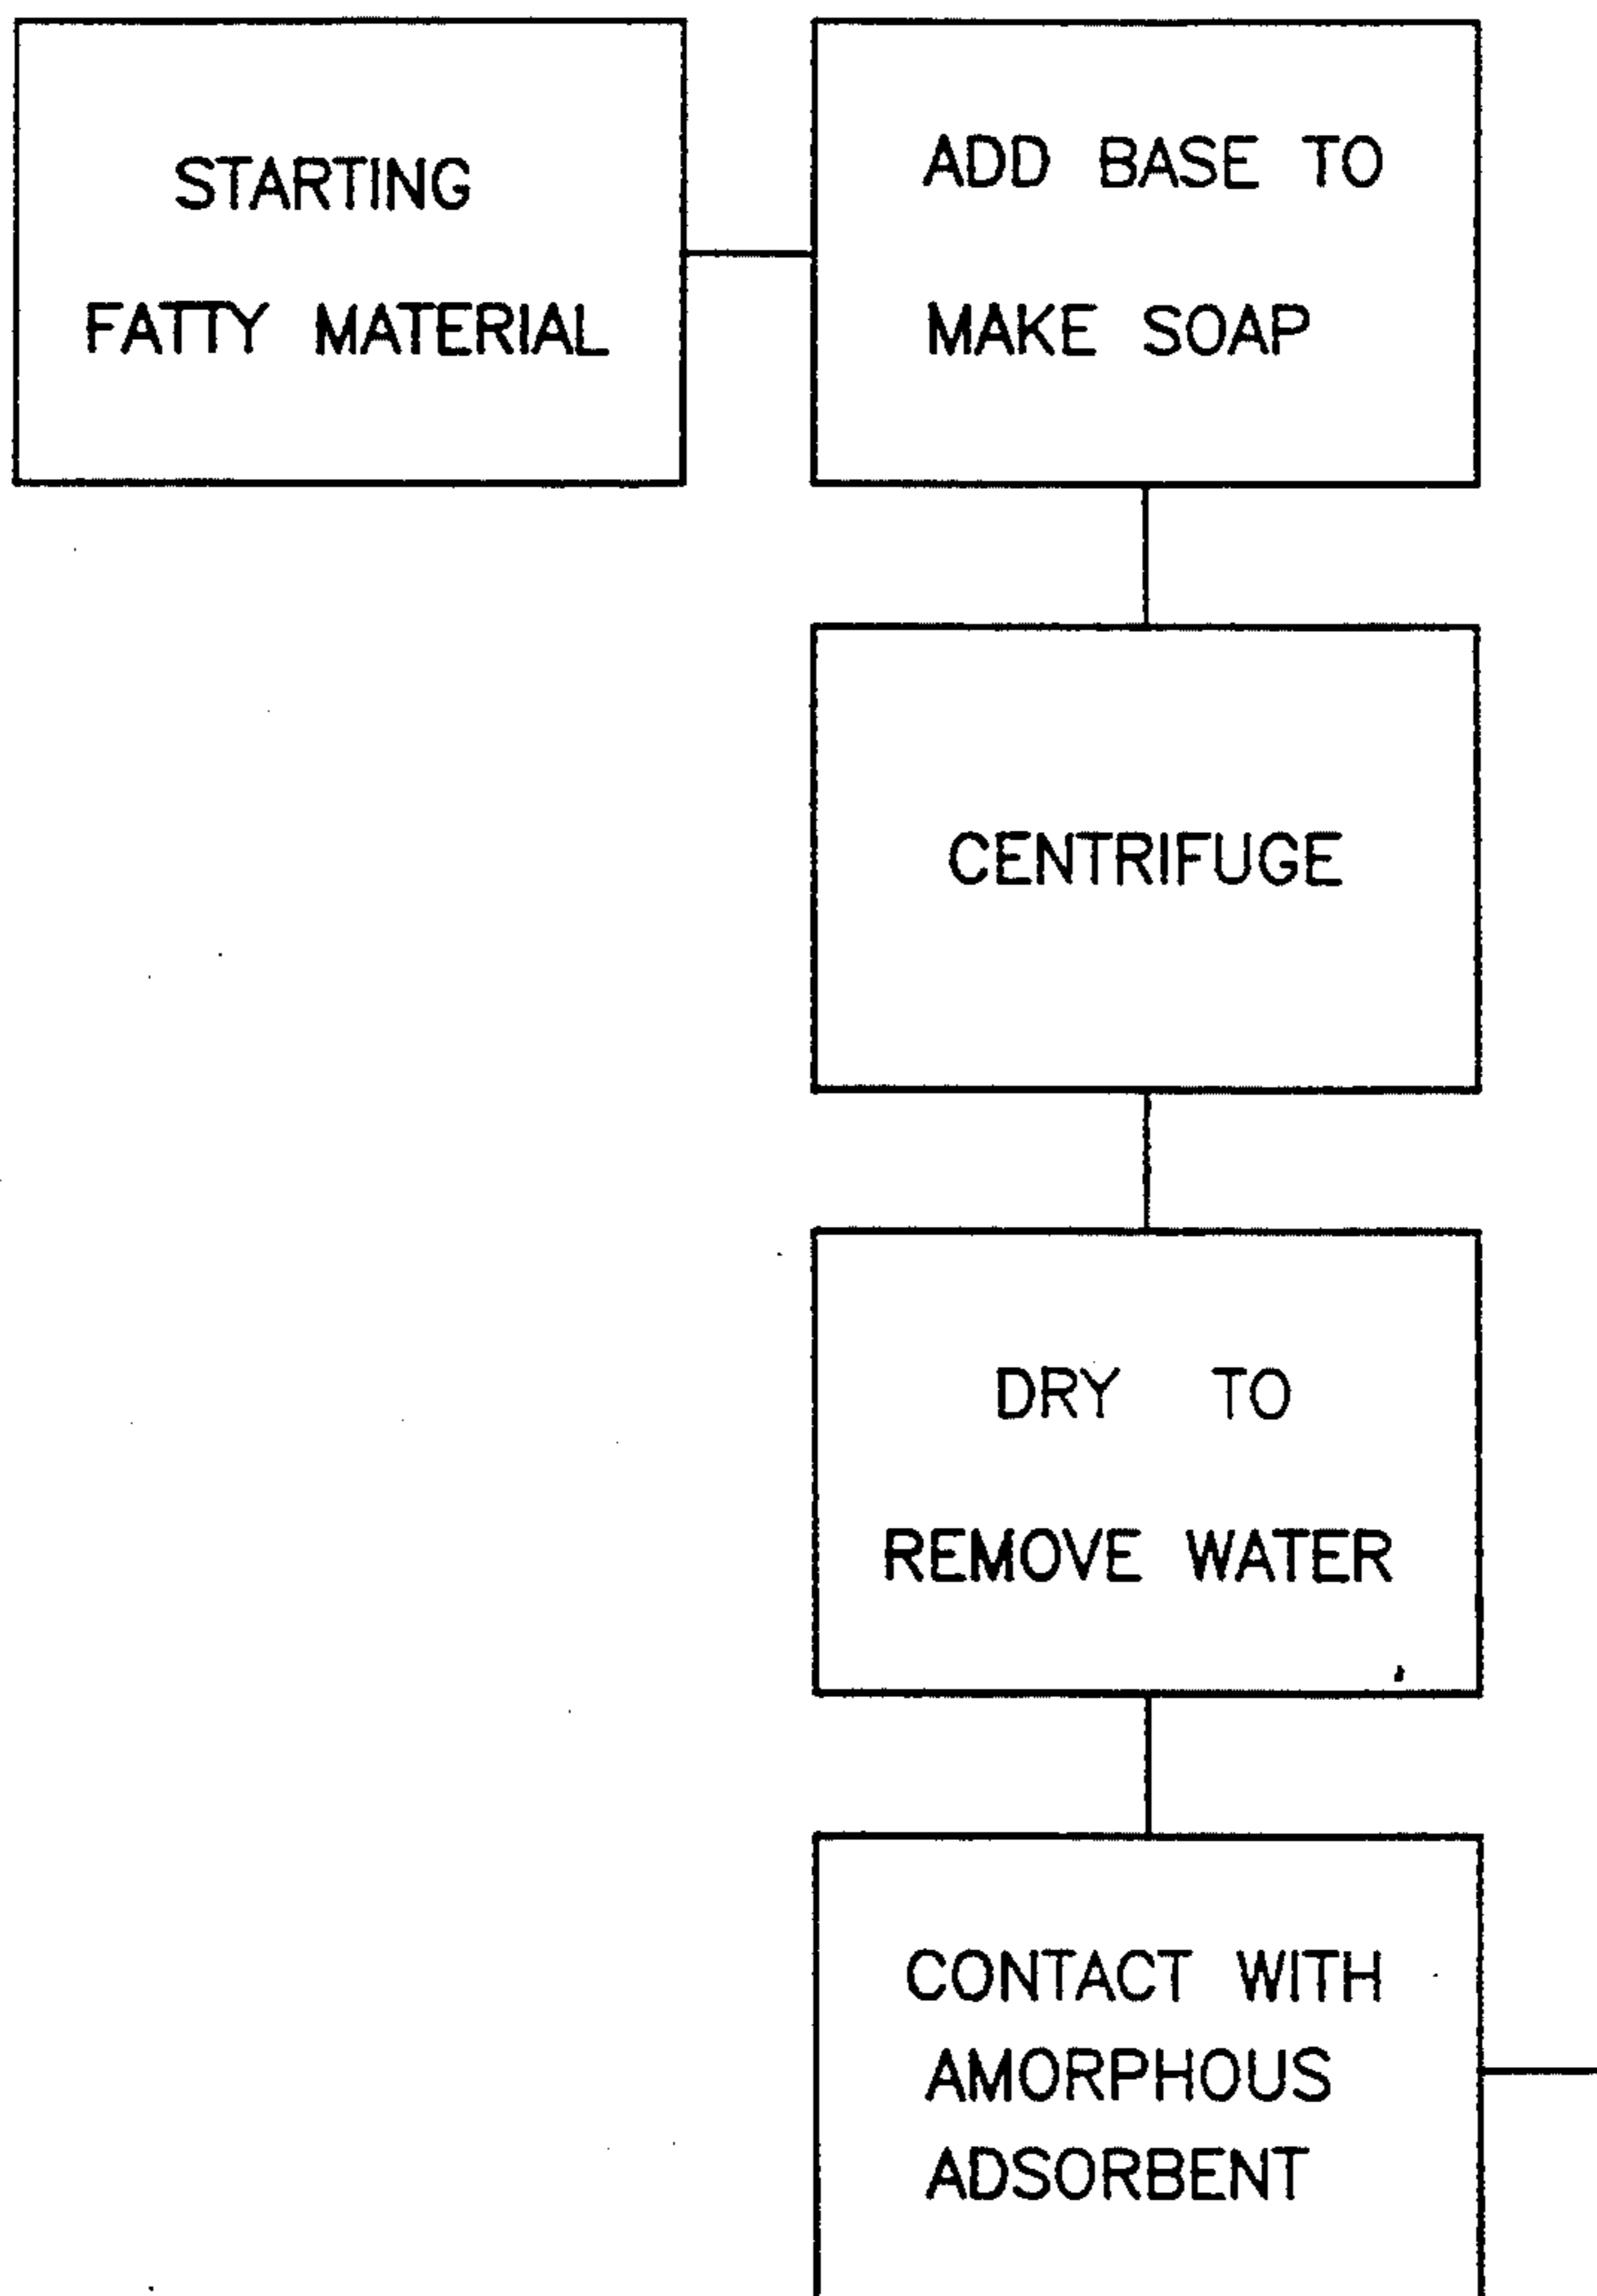 STARTING
FATTY MATERIAL
ADD BASE TO
MAKE SOAP
CENTRIFUGE
DRY TO
REMOVE WATER
CONTACT WITH
AMORPHOUS
ADSORBENT